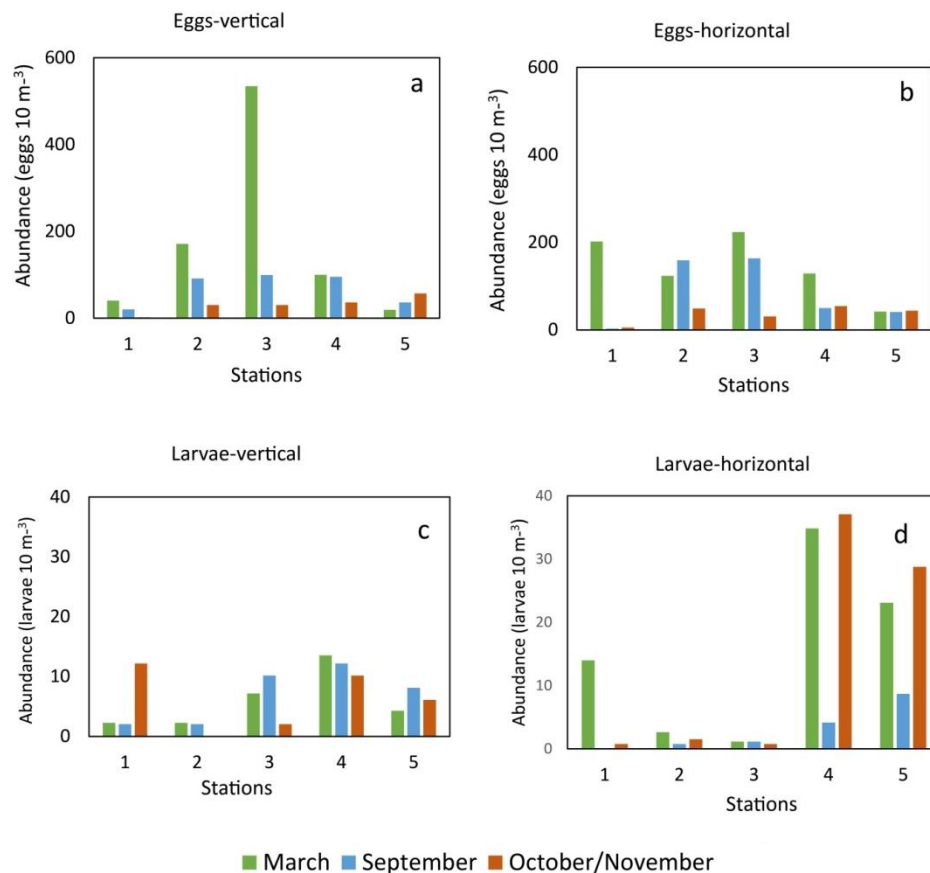 Eggs-vertical
Abundance (eggs 10 m-³)
600
400
200
0
a
1 2 3 4 5
Stations
Eggs-horizontal
Abundance (eggs 10 m-³)
600
400
200
0
b
1 2 3 4 5
Stations
Larvae-vertical
Abundance (larvae 10 m-³)
40
30
20
10
0
c
1 2 3 4 5
Stations
Larvae-horizontal
Abundance (larvae 10 m-³)
40
30
20
10
0
d
1 2 3 4 5
Stations
March September October/November